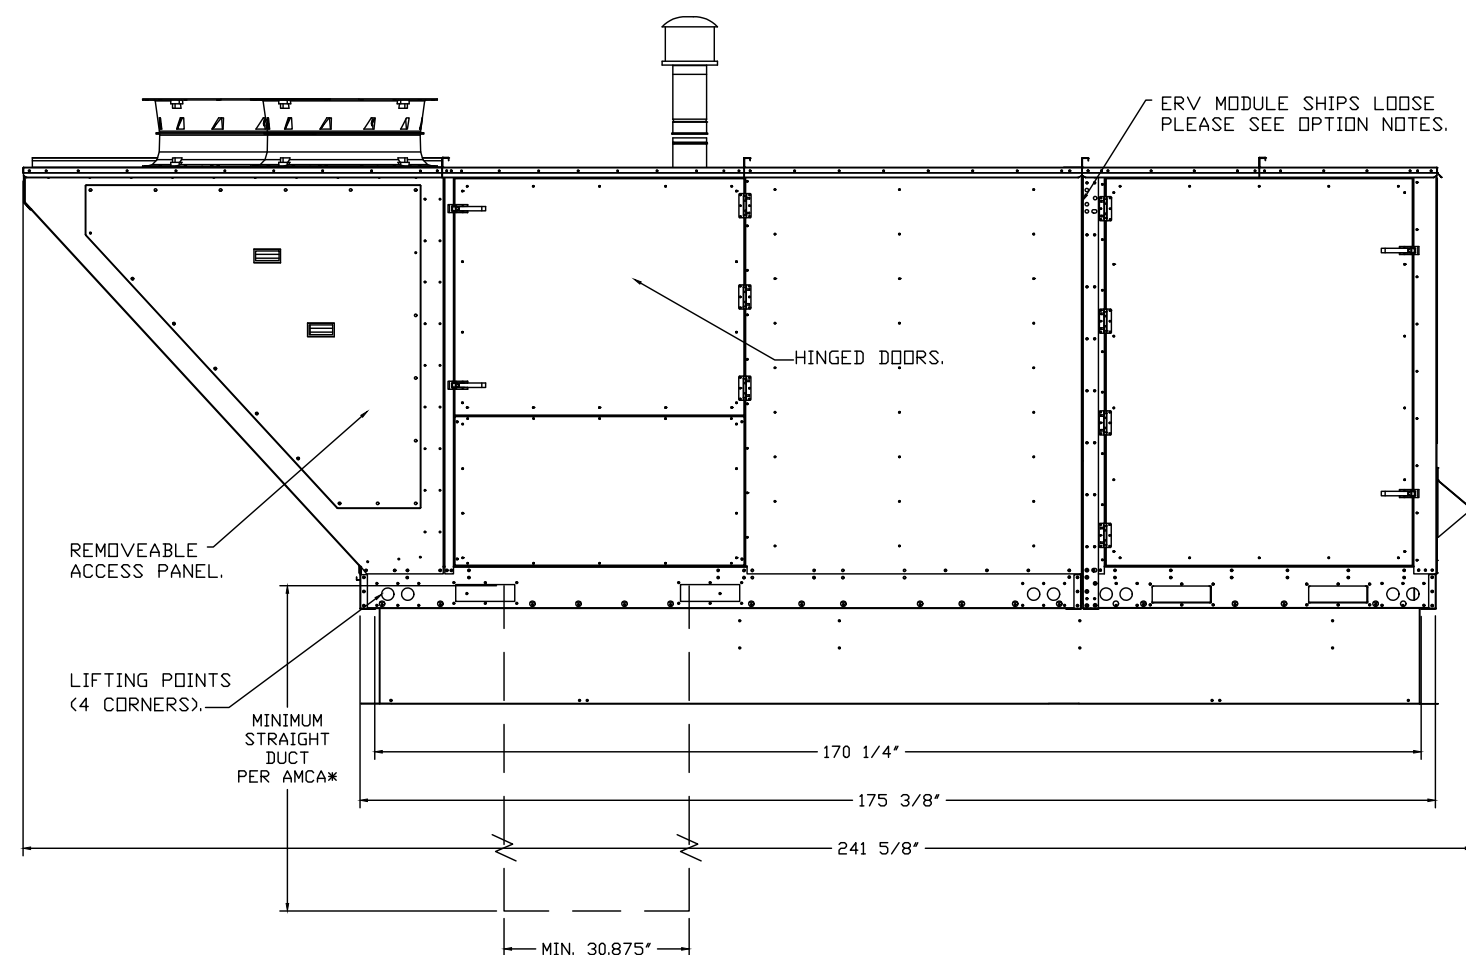 ERV MODULE SHIPS LOOSE
PLEASE SEE OPTION NOTES.
HINGED DOORS.
REMOVEABLE
ACCESS PANEL.
LIFTING POINTS
(4 CORNERS).
MINIMUM
STRAIGHT
DUCT
PER AMCA*
170 1/4"
175 3/8"
241 5/8"
MIN. 30.875"